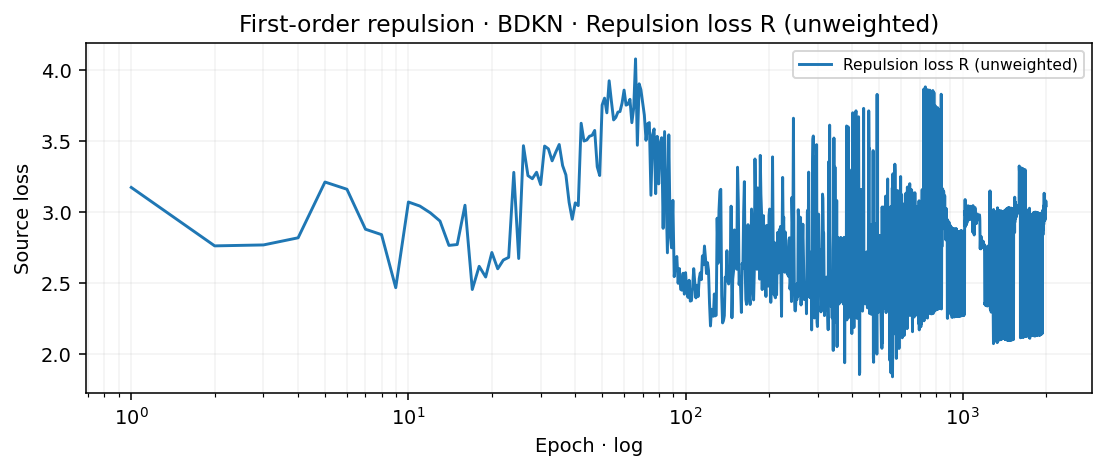 First-order repulsion · BDKN · Repulsion loss R (unweighted)
Repulsion loss R (unweighted)
Source loss
4.0
3.5
3.0
2.5
2.0
10⁰ 10¹ 10² 10³
Epoch · log